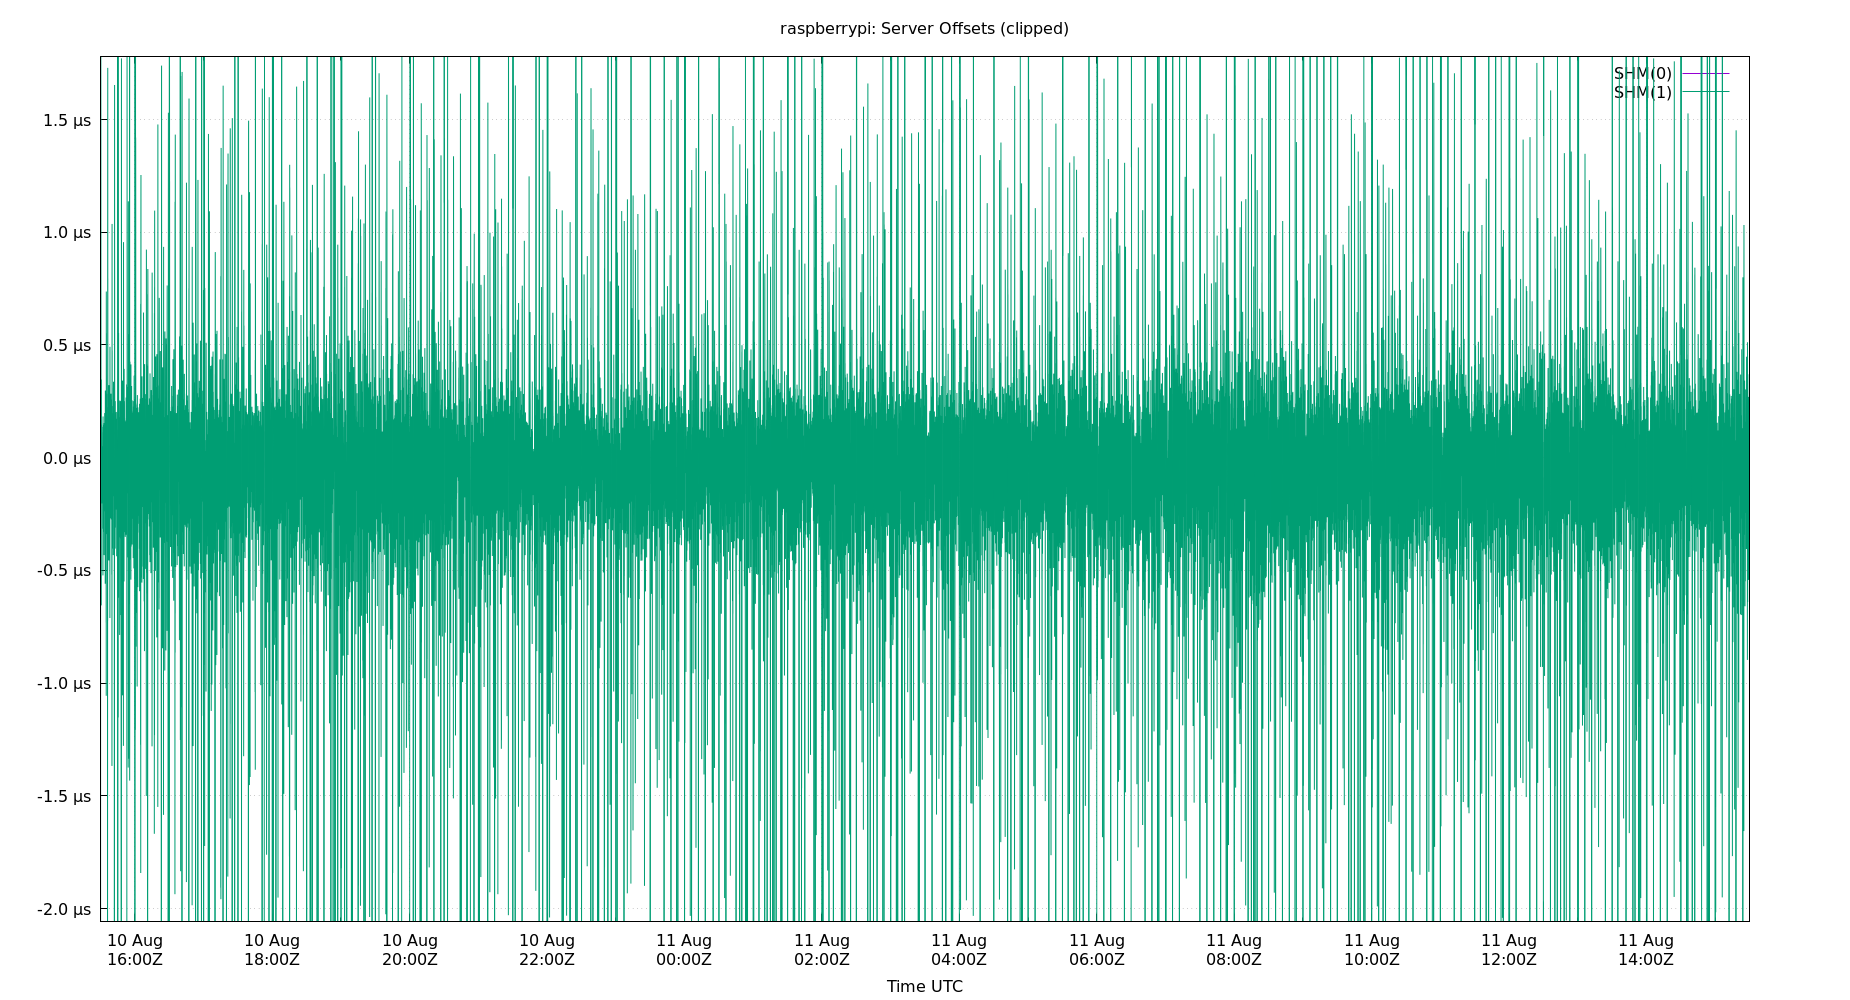 raspberrypi: Server Offsets (clipped)
SHM(0)
SHM(1)
1.5 µs
1.0 µs
0.5 µs
0.0 µs
-0.5 µs
-1.0 µs
-1.5 µs
-2.0 µs
10 Aug 10 Aug 10 Aug 10 Aug 11 Aug 11 Aug 11 Aug 11 Aug 11 Aug 11 Aug 11 Aug 11 Aug
16:00Z 18:00Z 20:00Z 22:00Z 00:00Z 02:00Z 04:00Z 06:00Z 08:00Z 10:00Z 12:00Z 14:00Z
Time UTC